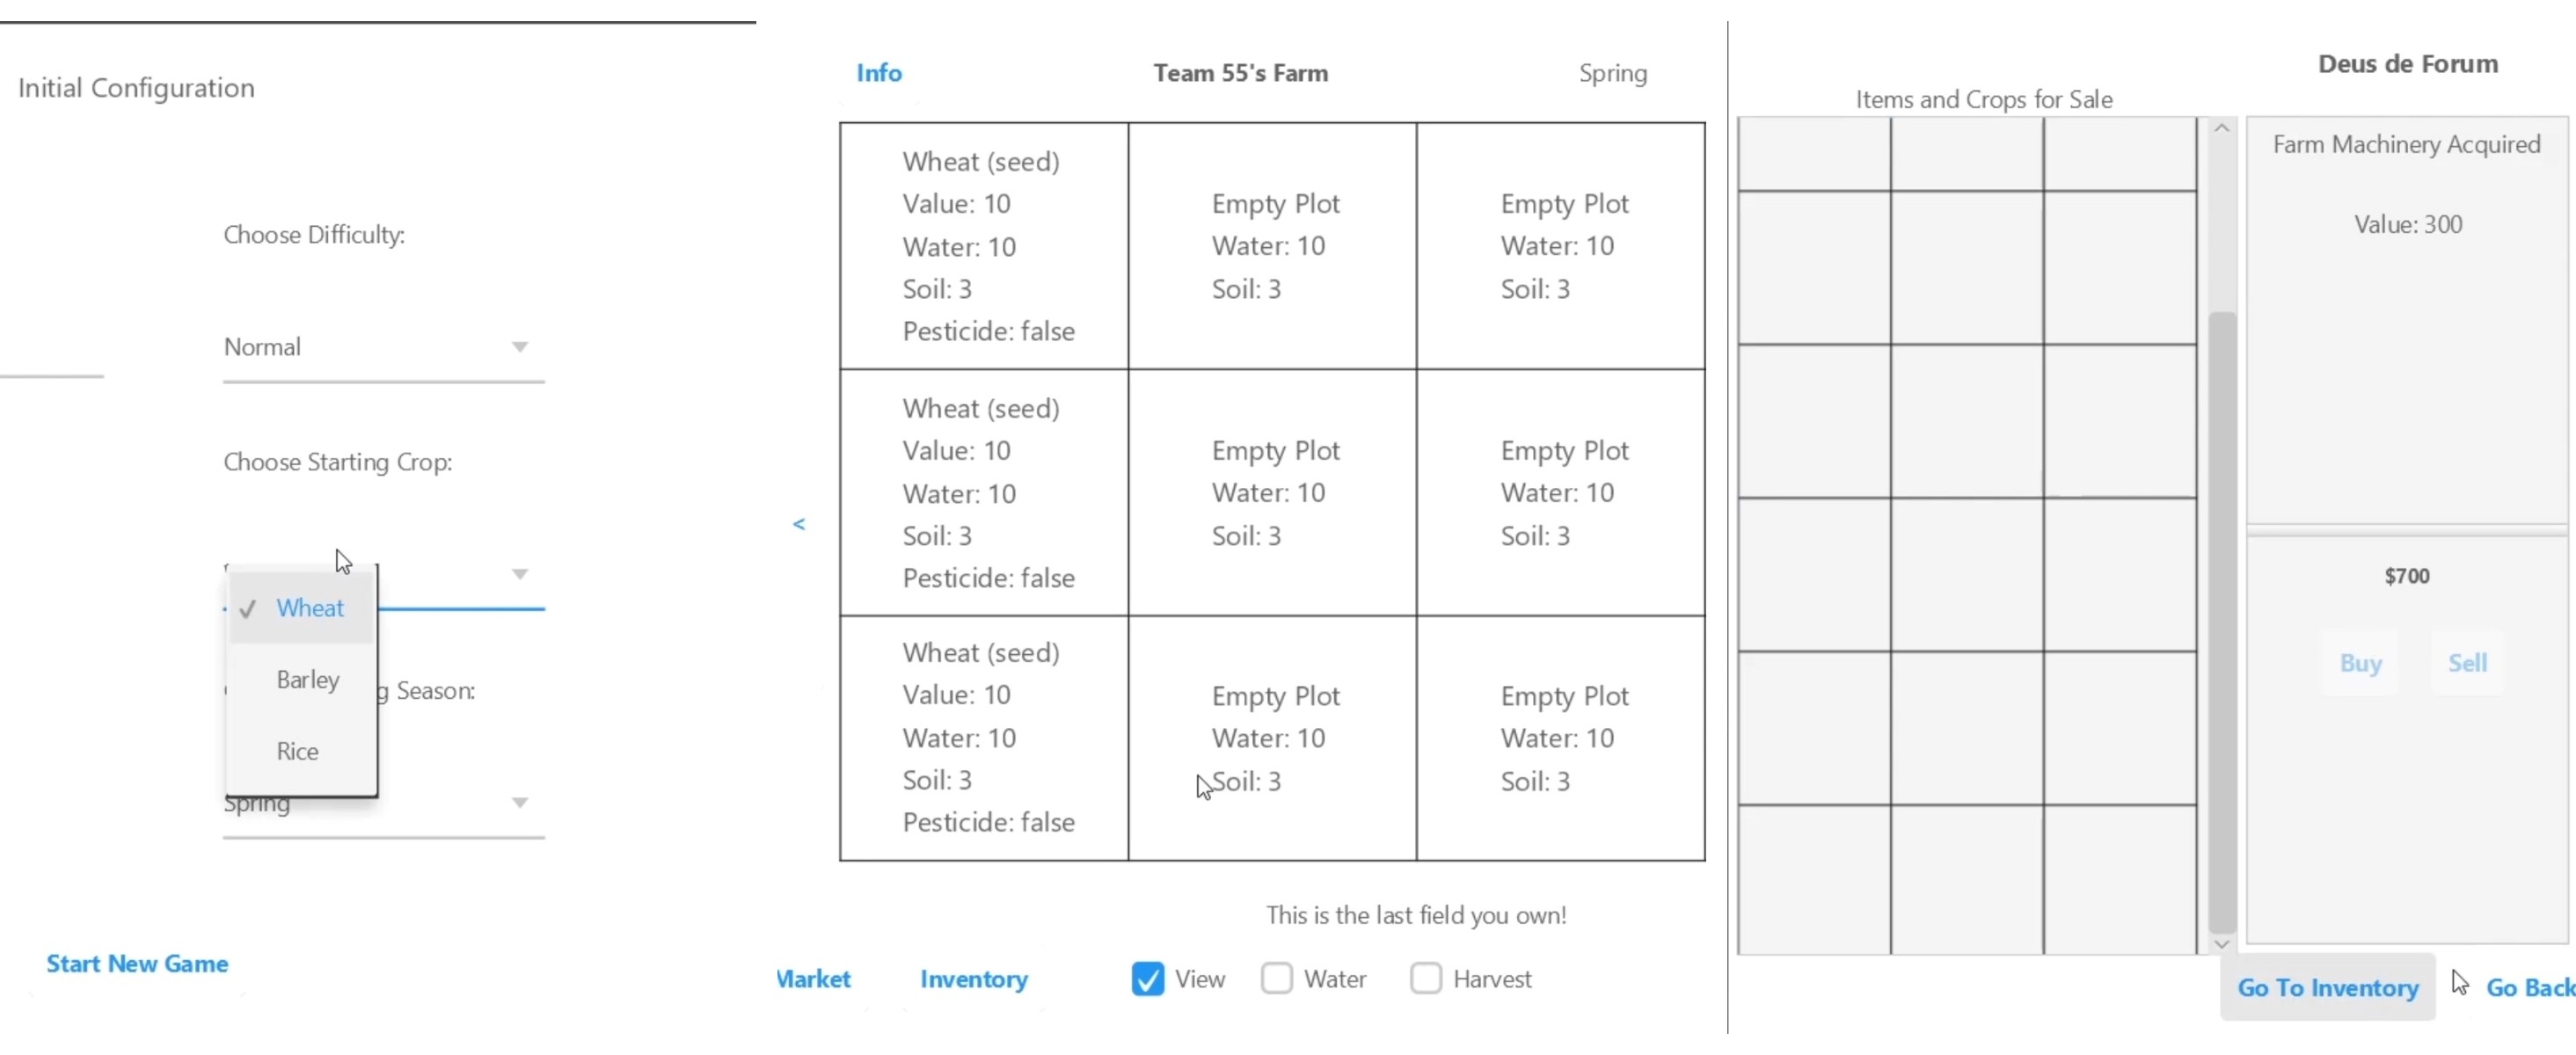 Initial Configuration
Choose Difficulty:
Normal
Choose Starting Crop:
Wheat
Barley
Rice
g Season:
Spring
Start New Game
Info
Team 55's Farm
Spring
Wheat (seed)
Value: 10
Water: 10
Soil: 3
Pesticide: false
Empty Plot
Water: 10
Soil: 3
Empty Plot
Water: 10
Soil: 3
<
Wheat (seed)
Value: 10
Water: 10
Soil: 3
Pesticide: false
Empty Plot
Water: 10
Soil: 3
Empty Plot
Water: 10
Soil: 3
Wheat (seed)
Value: 10
Water: 10
Soil: 3
Pesticide: false
Empty Plot
Water: 10
Soil: 3
Empty Plot
Water: 10
Soil: 3
This is the last field you own!
Market
Inventory
View
Water
Harvest
Deus de Forum
Items and Crops for Sale
Farm Machinery Acquired
Value: 300
$700
Buy
Sell
Go To Inventory
Go Back